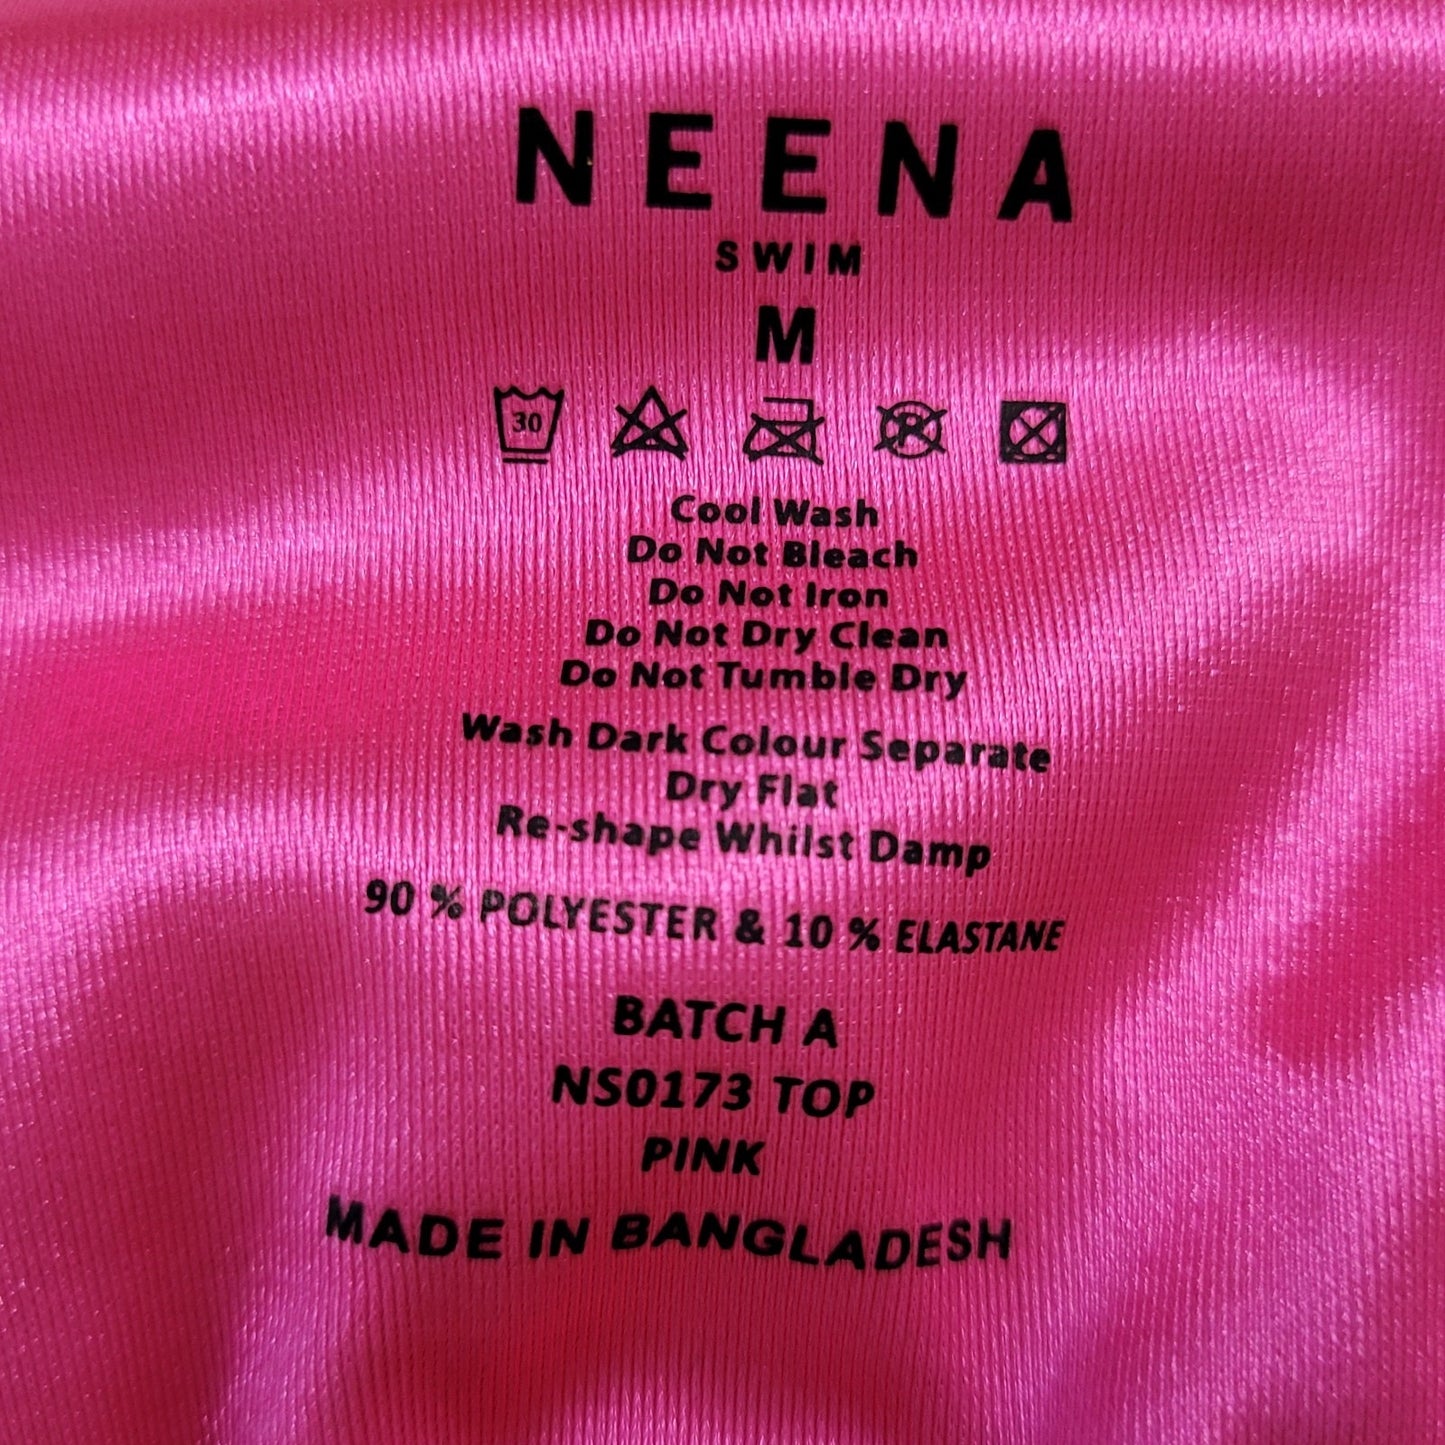 NEENA
SWIM
M
30 P
Cool Wash
Do Not Bleach
Do Not Iron
Do Not Dry Clean
Do Not Tumble Dry
Wash Dark Colour Separate
Dry Flat
Re-shape Whilst Damp
90 % POLYESTER & 10 % ELASTANE
BATCH A
NS0173 TOP
PINK
MADE IN BANGLADESH